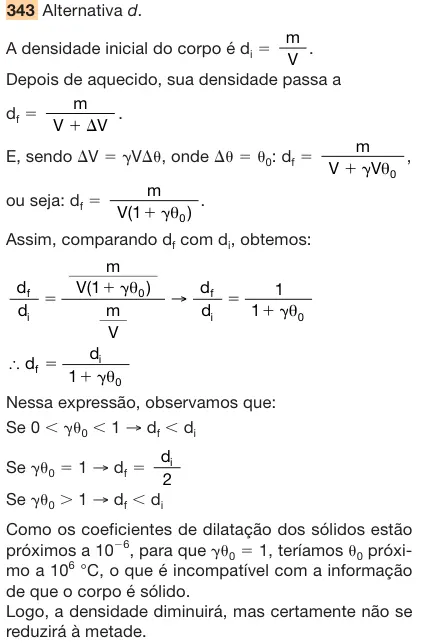 343 Alternativa d.
A densidade inicial do corpo é dᵢ = m/V.
Depois de aquecido, sua densidade passa a
d_f = m/(V + ΔV).
E, sendo ΔV = γVΔθ, onde Δθ = θ₀: d_f = m/(V + γVθ₀),
ou seja: d_f = m/(V(1 + γθ₀)).
Assim, comparando d_f com dᵢ, obtemos:
d_f/dᵢ = (m/(V(1 + γθ₀)))/(m/V) → d_f/dᵢ = 1/(1 + γθ₀)
∴ d_f = dᵢ/(1 + γθ₀)
Nessa expressão, observamos que:
Se 0 < γθ₀ < 1 → d_f < dᵢ
Se γθ₀ = 1 → d_f = dᵢ/2
Se γθ₀ > 1 → d_f < dᵢ
Como os coeficientes de dilatação dos sólidos estão
próximos a 10⁻⁶, para que γθ₀ = 1, teríamos θ₀ próxi-
mo a 10⁶ °C, o que é incompatível com a informação
de que o corpo é sólido.
Logo, a densidade diminuirá, mas certamente não se
reduzirá à metade.